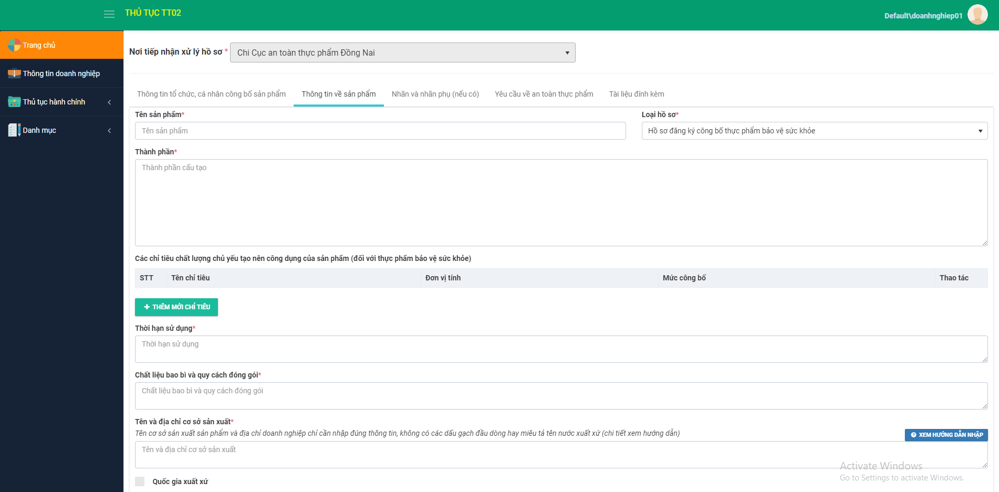 THỦ TỤC TT02
Default\doanhnghiep01
Trang chủ
Thông tin doanh nghiệp
Thủ tục hành chính
Danh mục
Nơi tiếp nhận xử lý hồ sơ * Chi Cục an toàn thực phẩm Đồng Nai
Thông tin tổ chức, cá nhân công bố sản phẩm Thông tin về sản phẩm Nhãn và nhãn phụ (nếu có) Yêu cầu về an toàn thực phẩm Tài liệu đính kèm
Tên sản phẩm* Loại hồ sơ*
Tên sản phẩm Hồ sơ đăng ký công bố thực phẩm bảo vệ sức khỏe
Thành phần*
Thành phần cấu tạo
Các chỉ tiêu chất lượng chủ yếu tạo nên công dụng của sản phẩm (đối với thực phẩm bảo vệ sức khỏe)
STT Tên chỉ tiêu Đơn vị tính Mức công bố Thao tác
+ THÊM MỚI CHỈ TIÊU
Thời hạn sử dụng*
Thời hạn sử dụng
Chất liệu bao bì và quy cách đóng gói*
Chất liệu bao bì và quy cách đóng gói
Tên và địa chỉ cơ sở sản xuất*
Tên cơ sở sản xuất sản phẩm và địa chỉ doanh nghiệp chỉ cần nhập đúng thông tin, không có các dấu gạch đầu dòng hay miêu tả tên nước xuất xứ (chi tiết xem hướng dẫn)
XEM HƯỚNG DẪN NHẬP
Tên và địa chỉ cơ sở sản xuất
Activate Windows
Go to Settings to activate Windows.
Quốc gia xuất xứ